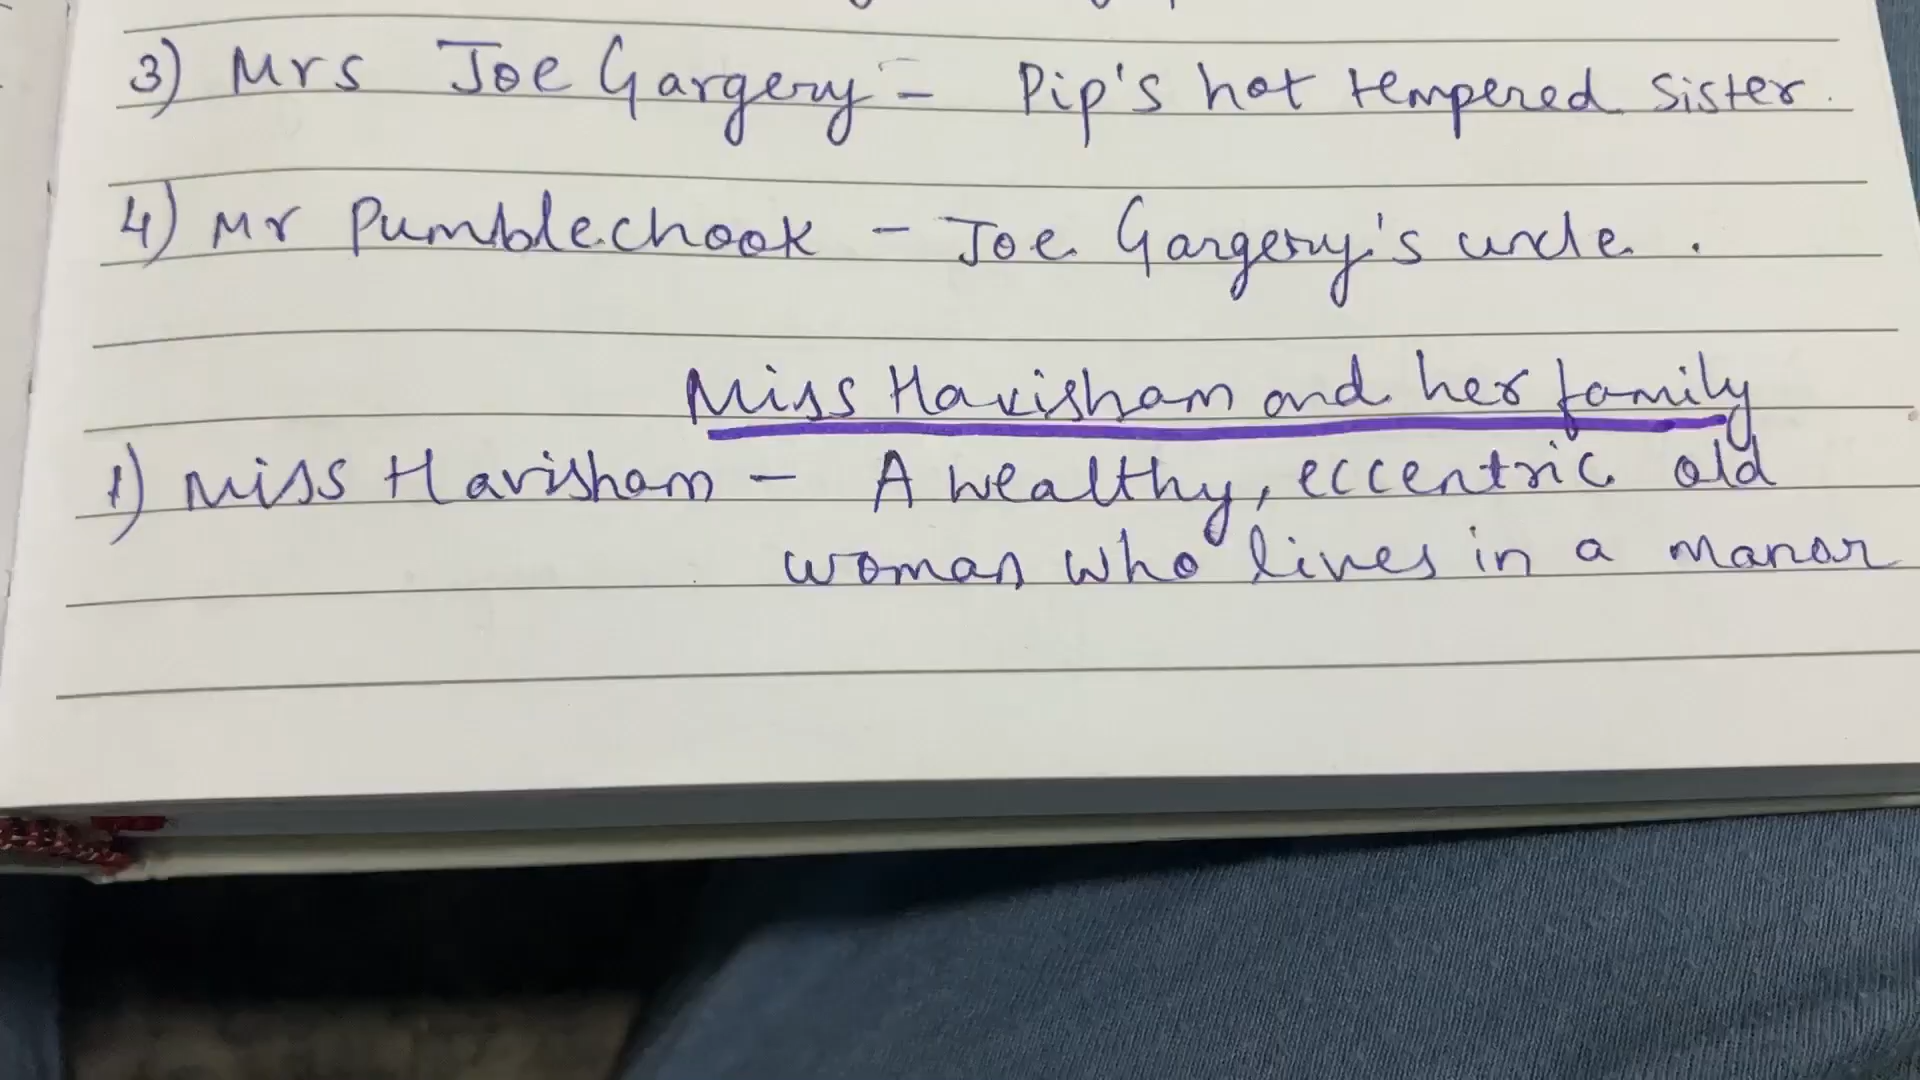 3) Mrs Joe Gargery - Pip's hot tempered sister.
4) Mr Pumblechook - Joe Gargery's uncle.
Miss Havisham and her family
1) Miss Havisham - A wealthy, eccentric old
woman who lives in a manor